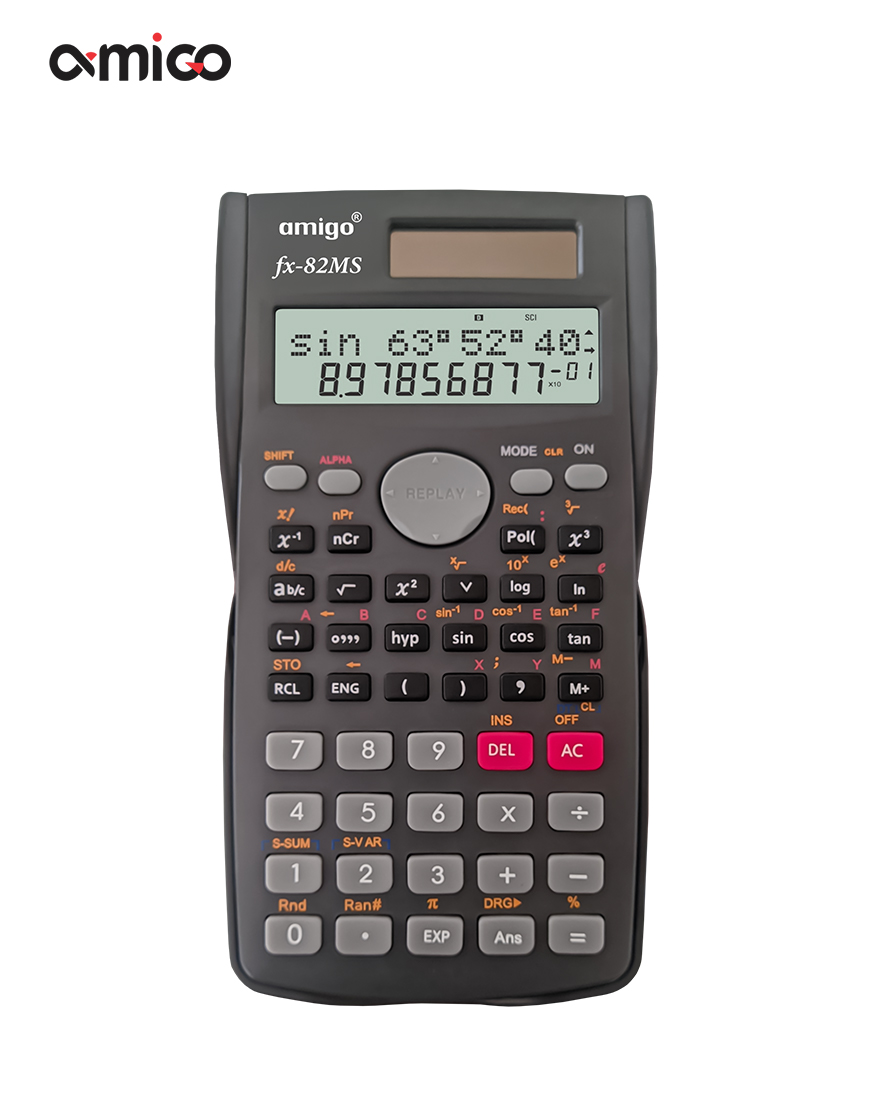 amigo
amigo®
fx-82MS
D SCI
sin 63°52°40
8.97856877×10-01
SHIFT ALPHA MODE CLR ON
REPLAY
x! nPr Rec( : ³√
x-1 nCr Pol( x³
d/c x√ 10x ex e
a b/c √ x² ∨ log ln
A ← B C sin-1 D cos-1 E tan-1 F
(−) o,,, hyp sin cos tan
STO ← X ; Y M− M
RCL ENG ( ) , M+
CL
INS OFF
7 8 9 DEL AC
4 5 6 x ÷
S-SUM S-V AR
1 2 3 + −
Rnd Ran# π DRG▶ %
0 • EXP Ans =